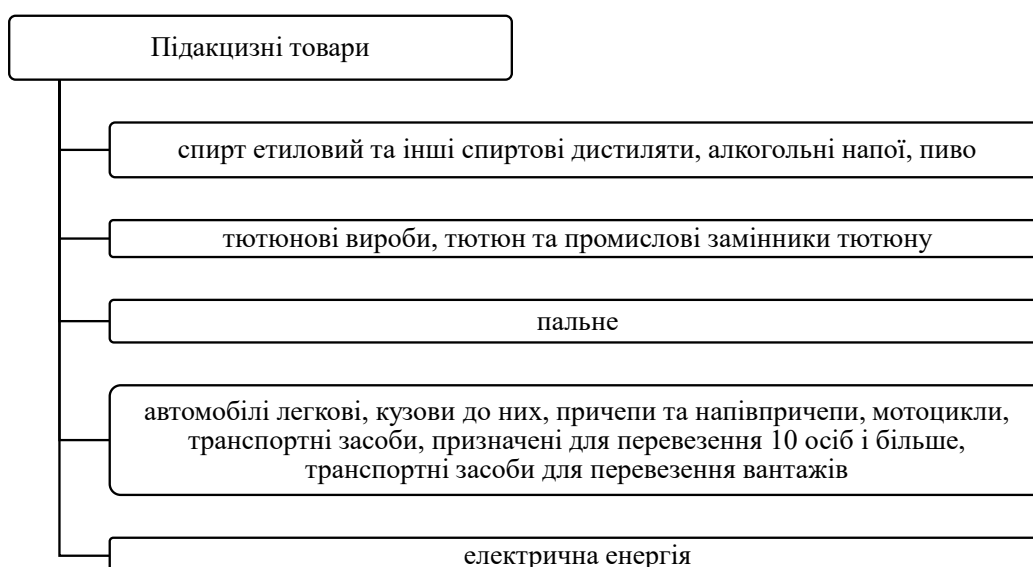 Підакцизні товари
спирт етиловий та інші спиртові дистиляти, алкогольні напої, пиво
тютюнові вироби, тютюн та промислові замінники тютюну
пальне
автомобілі легкові, кузови до них, причепи та напівпричепи, мотоцикли,
транспортні засоби, призначені для перевезення 10 осіб і більше,
транспортні засоби для перевезення вантажів
електрична енергія